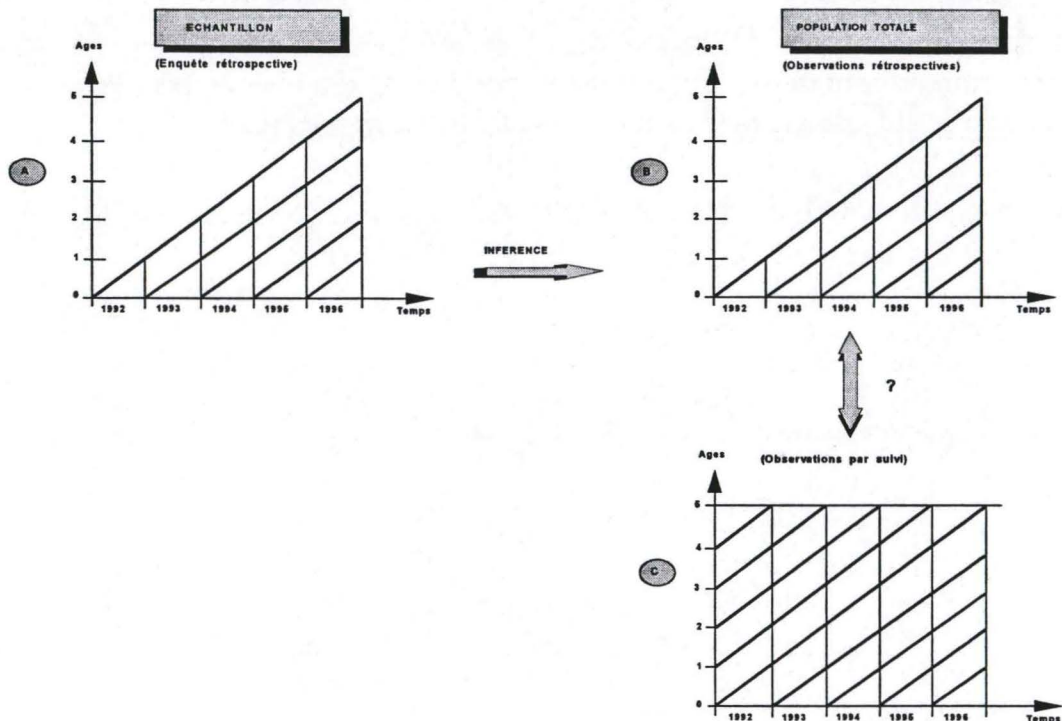 ECHANTILLON
(Enquête rétrospective)
Ages
5
4
3
2
1
0
1992 1993 1994 1995 1996
Temps
A
INFERENCE
POPULATION TOTALE
(Observations rétrospectives)
Ages
5
4
3
2
1
0
1992 1993 1994 1995 1996
Temps
B
?
(Observations par suivi)
Ages
5
4
3
2
1
0
1992 1993 1994 1995 1996
Temps
C